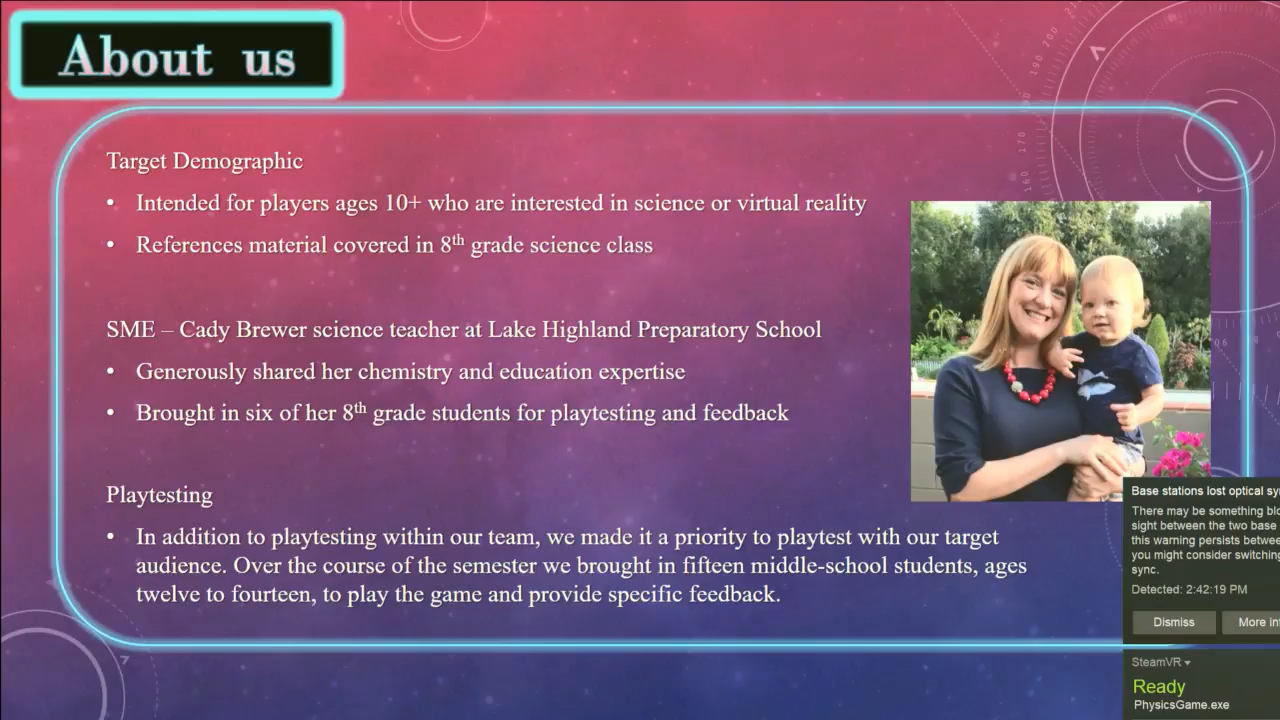 About us
Target Demographic
• Intended for players ages 10+ who are interested in science or virtual reality
• References material covered in 8th grade science class
SME – Cady Brewer science teacher at Lake Highland Preparatory School
• Generously shared her chemistry and education expertise
• Brought in six of her 8th grade students for playtesting and feedback
Playtesting
• In addition to playtesting within our team, we made it a priority to playtest with our target
audience. Over the course of the semester we brought in fifteen middle-school students, ages
twelve to fourteen, to play the game and provide specific feedback.
Base stations lost optical
There may be something
sight between the two base
this warning persists
you might consider
sync.
Detected: 2:42:19 PM
Dismiss
More
SteamVR
Ready
PhysicsGame.exe
200
190
170
160